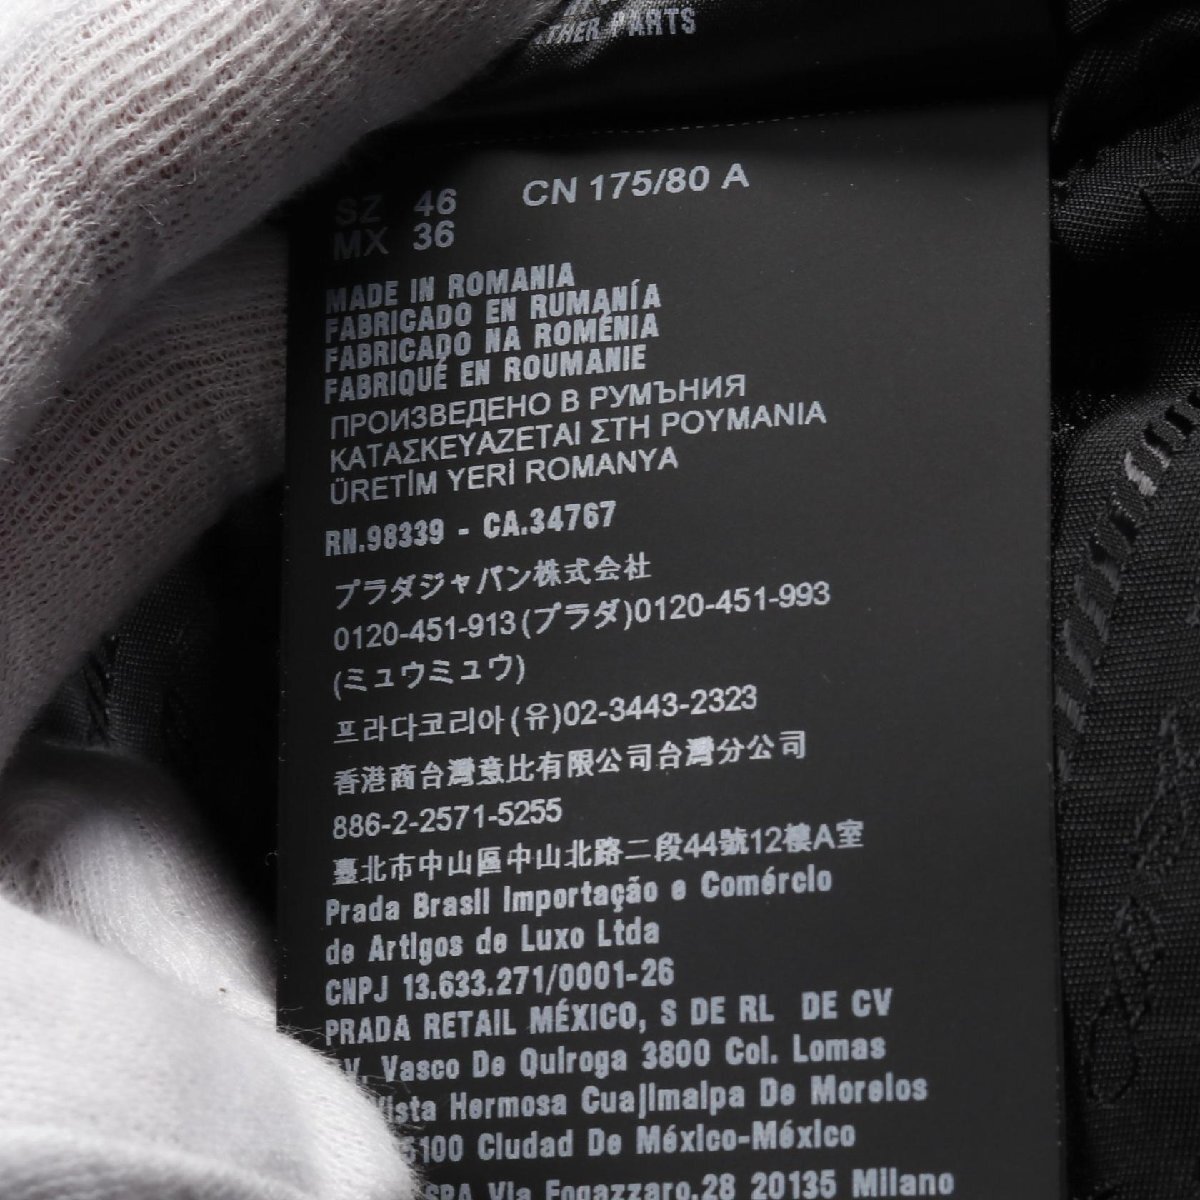 PARTS
SZ 46 CN 175/80 A
MX 36
MADE IN ROMANIA
FABRICADO EN RUMANÍA
FABRICADO NA ROMÉNIA
FABRIQUÉ EN ROUMANIE
ПРОИЗВЕДЕНО В РУМЪНИЯ
ΚΑΤΑΣΚΕΥΑΖΕΤΑΙ ΣΤΗ ΡΟΥΜΑΝΙΑ
ÜRETİM YERİ ROMANYA
RN.98339 - CA.34767
プラダジャパン株式会社
0120-451-913(プラダ)0120-451-993
(ミュウミュウ)
프라다코리아(유)02-3443-2323
香港商台灣意比有限公司台灣分公司
886-2-2571-5255
臺北市中山區中山北路二段44號12樓A室
Prada Brasil Importação e Comércio
de Artigos de Luxo Ltda
CNPJ 13.633.271/0001-26
PRADA RETAIL MÉXICO, S DE RL DE CV
Vasco De Quiroga 3800 Col. Lomas
Vista Hermosa Cuajimalpa De Morelos
Ciudad De México-México
Via Fogazzaro,28 20135 Milano